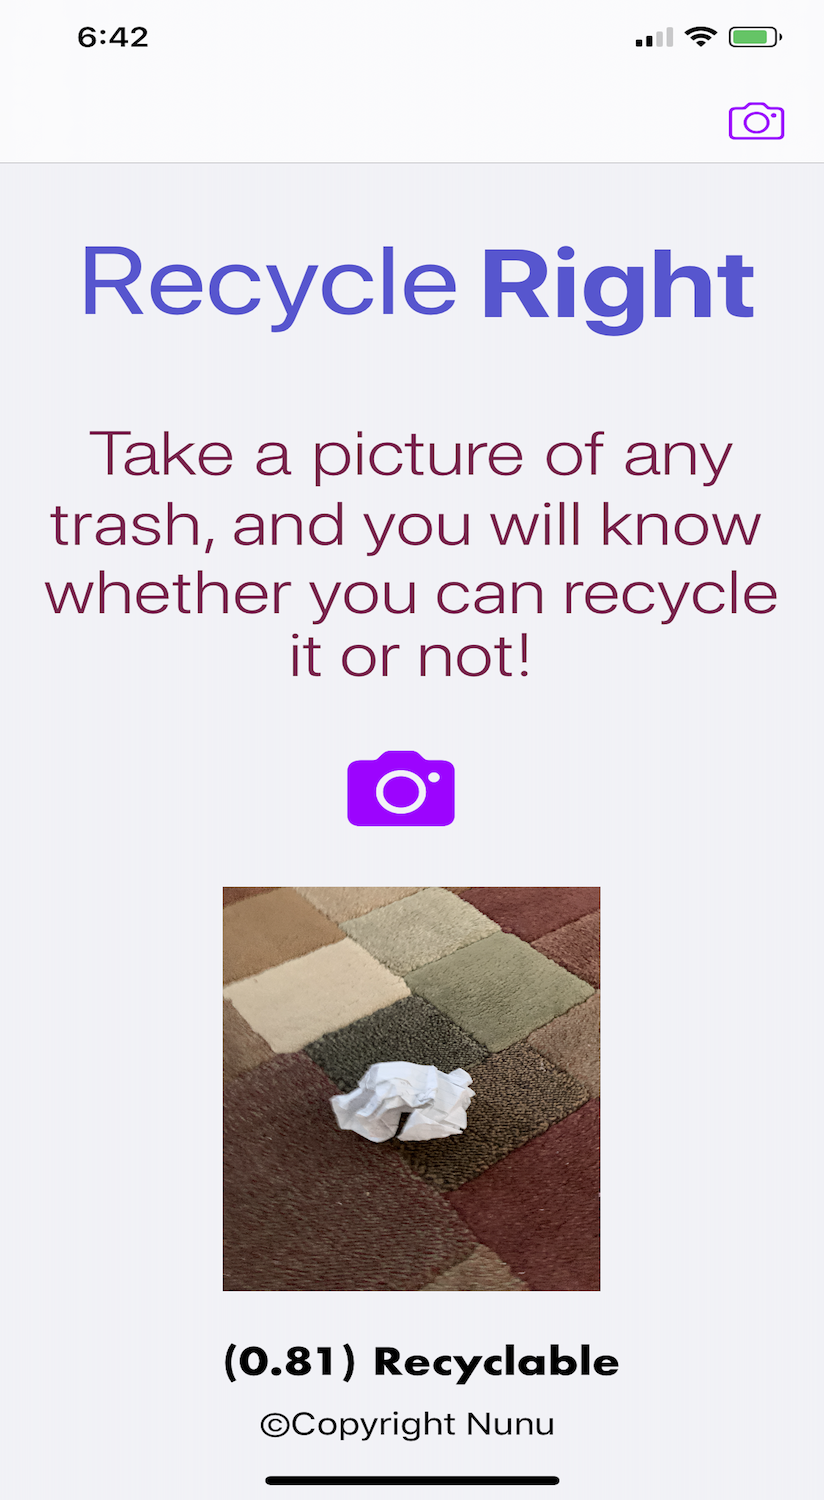 6:42
Recycle Right
Take a picture of any
trash, and you will know
whether you can recycle
it or not!
(0.81) Recyclable
©Copyright Nunu